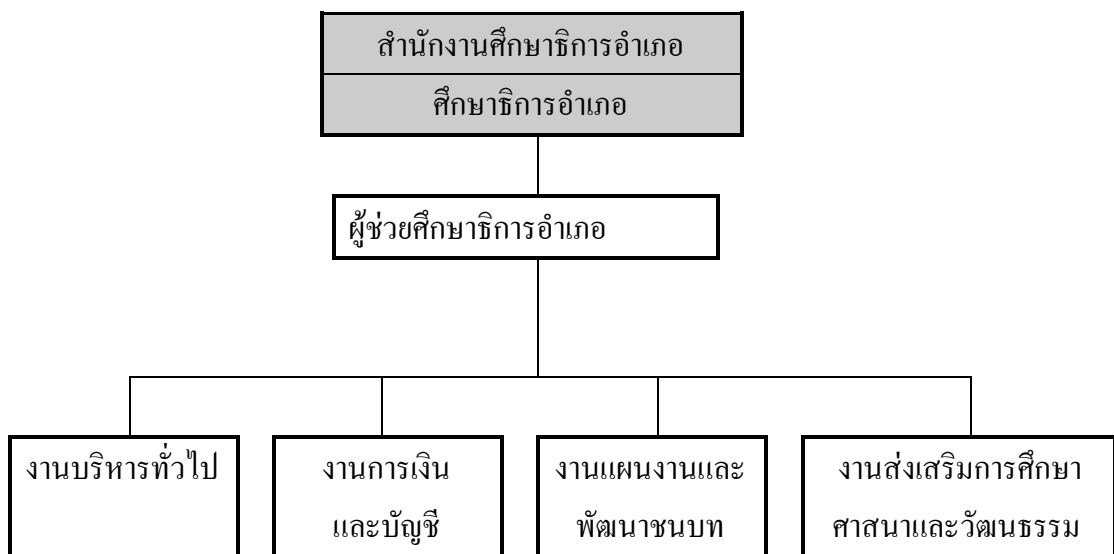 สำนักงานศึกษาธิการอำเภอ
ศึกษาธิการอำเภอ
ผู้ช่วยศึกษาธิการอำเภอ
งานบริหารทั่วไป
งานการเงิน
และบัญชี
งานแผนงานและ
พัฒนาชนบท
งานส่งเสริมการศึกษา
ศาสนาและวัฒนธรรม